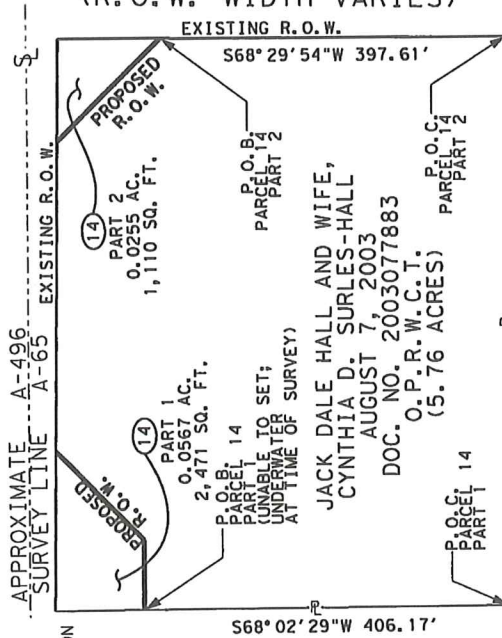 (R.O.W. WIDTH VARIES)
EXISTING R.O.W.
S68°29'54"W 397.61'
PROPOSED
R.O.W.
APPROXIMATE A-496
SURVEY LINE A-65
EXISTING R.O.W.
14
PART 2
0.0255 AC.
1,110 SQ. FT.
P.O.B.
PARCEL 14
PART 2
P.O.C.
PARCEL 14
PART 2
PROPOSED
R.O.W.
14
PART 1
0.0567 AC.
2,471 SQ. FT.
P.O.B.
PARCEL 14
PART 1
(UNABLE TO SET;
UNDERWATER
AT TIME OF SURVEY)
JACK DALE HALL AND WIFE,
CYNTHIA D. SURLES-HALL
AUGUST 7, 2003
DOC. NO. 2003077883
O.P.R.W.C.T.
(5.76 ACRES)
P.O.C.
PARCEL 14
PART 1
S68°02'29"W 406.17'